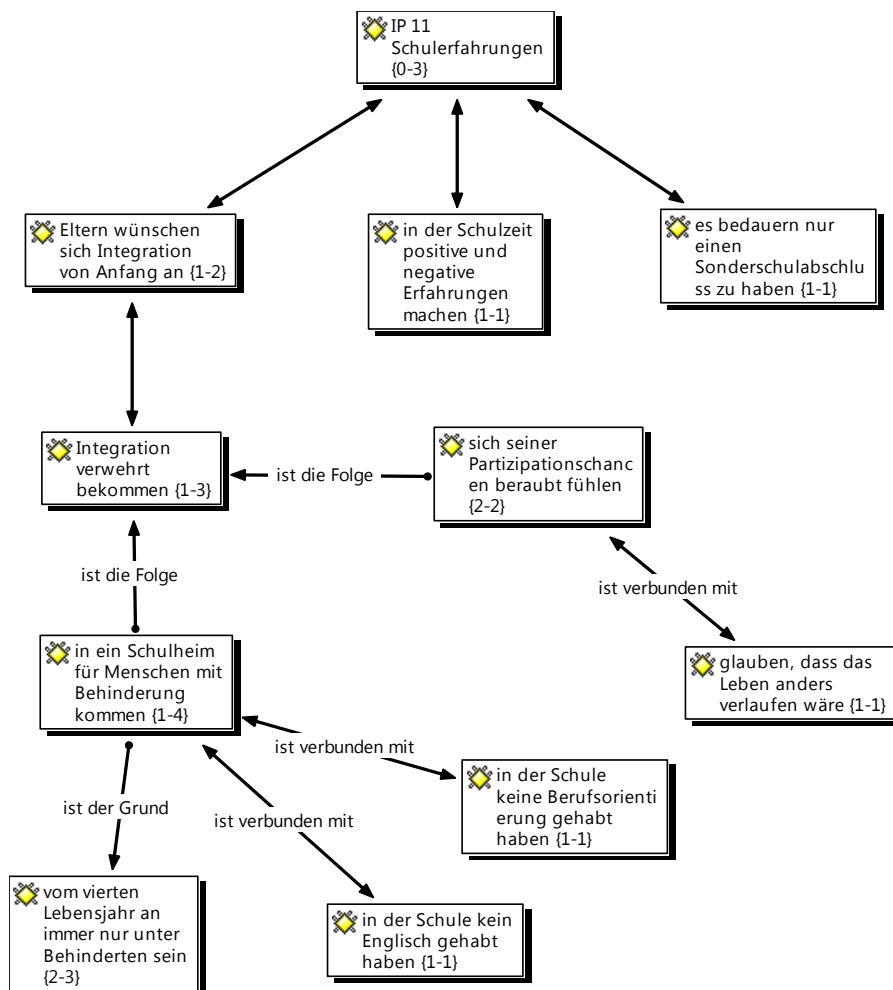 IP 11
Schulerfahrungen
{0-3}
Eltern wünschen
sich Integration
von Anfang an {1-2}
in der Schulzeit
positive und
negative
Erfahrungen
machen {1-1}
es bedauern nur
einen
Sonderschulabschlu
ss zu haben {1-1}
Integration
verwehrt
bekommen {1-3}
ist die Folge
sich seiner
Partizipationschanc
en beraubt fühlen
{2-2}
ist die Folge
ist verbunden mit
in ein Schulheim
für Menschen mit
Behinderung
kommen {1-4}
glauben, dass das
Leben anders
verlaufen wäre {1-1}
ist verbunden mit
ist der Grund
ist verbunden mit
in der Schule
keine Berufsorienti
erung gehabt
haben {1-1}
vom vierten
Lebensjahr an
immer nur unter
Behinderten sein
{2-3}
in der Schule kein
Englisch gehabt
haben {1-1}